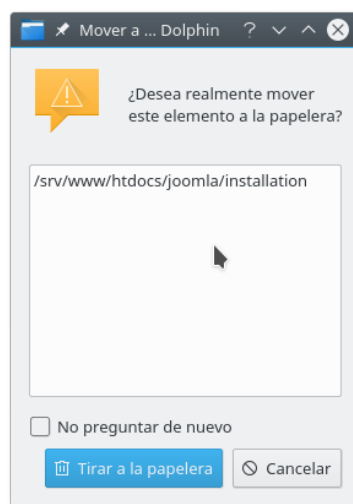 Mover a ... Dolphin
¿Desea realmente mover
este elemento a la papelera?
/srv/www/htdocs/joomla/installation
No preguntar de nuevo
Tirar a la papelera
Cancelar